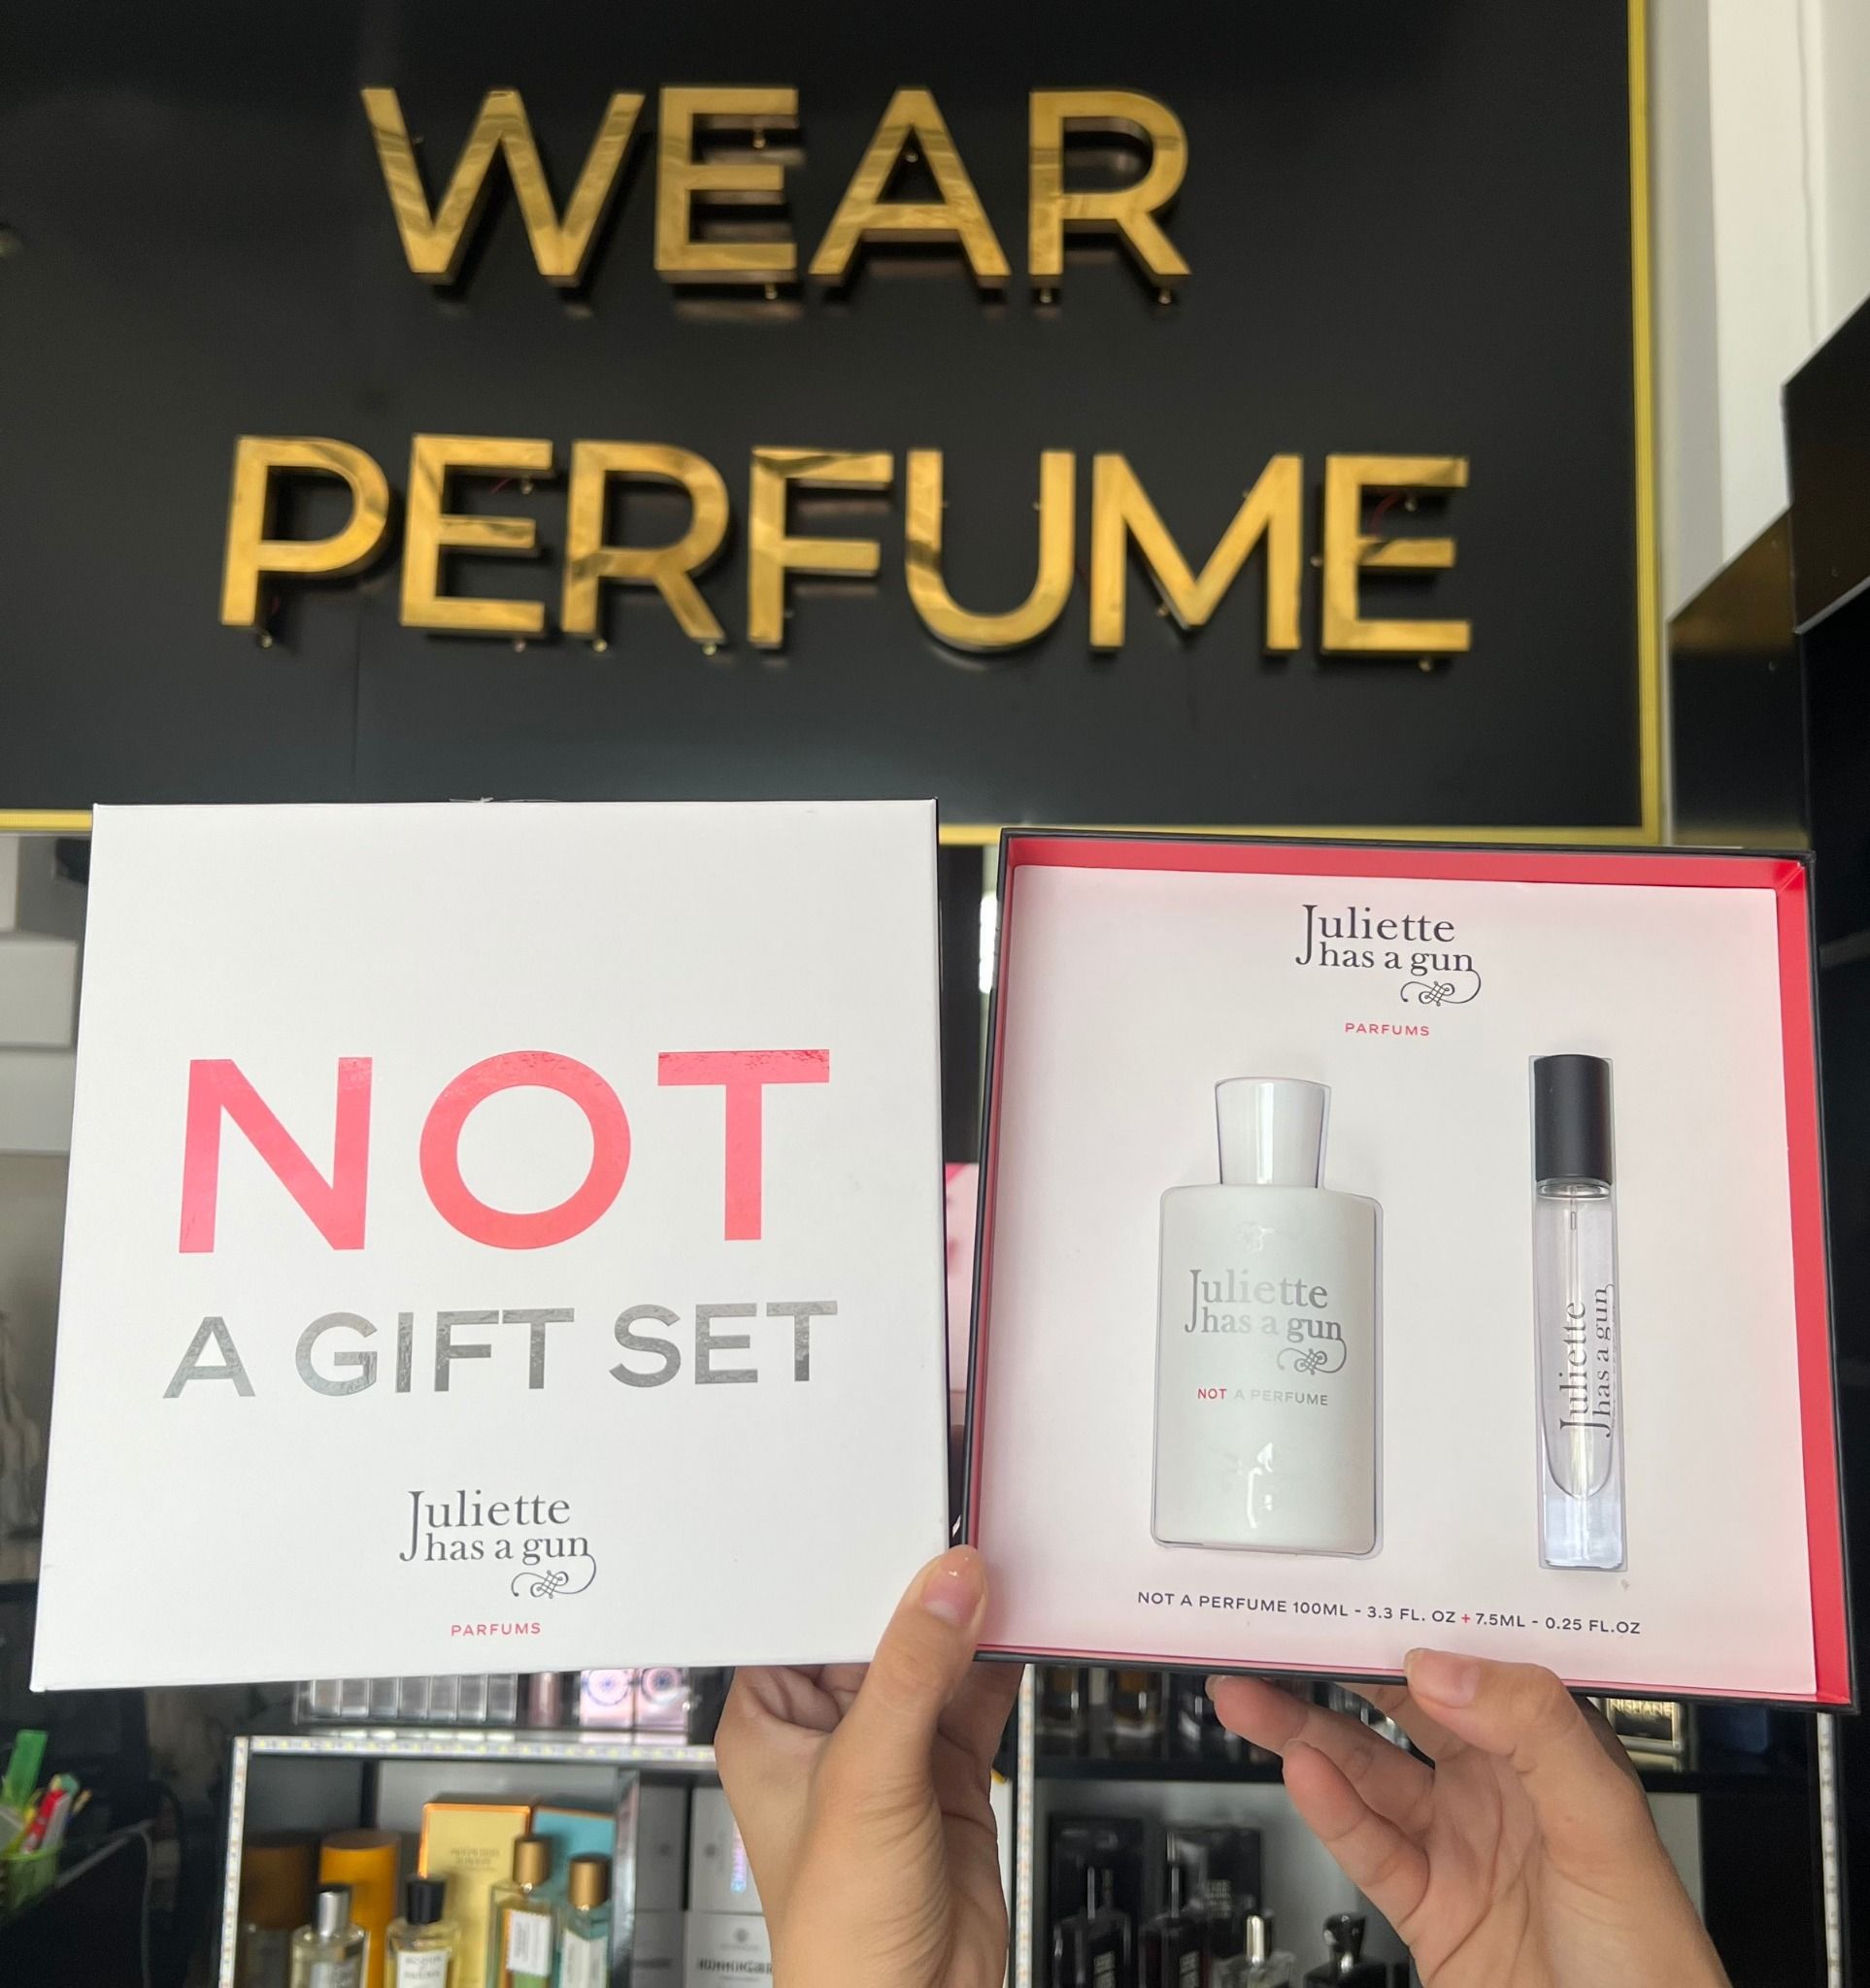 WEAR
PERFUME
NOT
A GIFT SET
Juliette
has a gun
PARFUMS
Juliette
has a gun
PARFUMS
Juliette
has a gun
NOT A PERFUME
Juliette
has a gun
NOT A PERFUME 100ML - 3.3 FL. OZ + 7.5ML - 0.25 FL.OZ
NISHANE